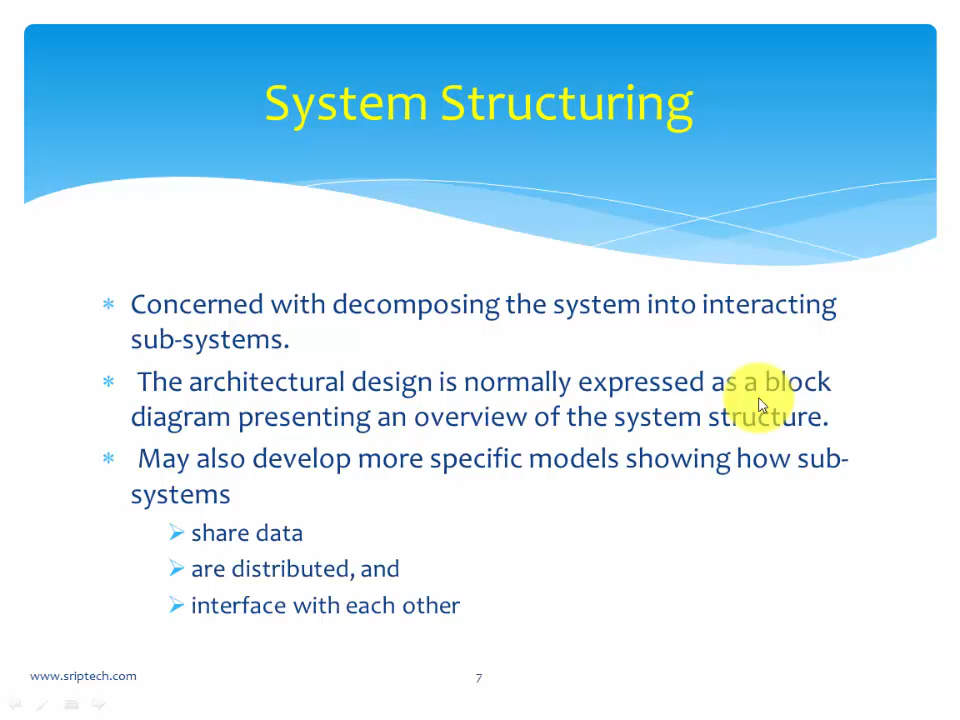 System Structuring
Concerned with decomposing the system into interacting
sub-systems.
The architectural design is normally expressed as a block
diagram presenting an overview of the system structure.
May also develop more specific models showing how sub-
systems
share data
are distributed, and
interface with each other
www.sriptech.com
7